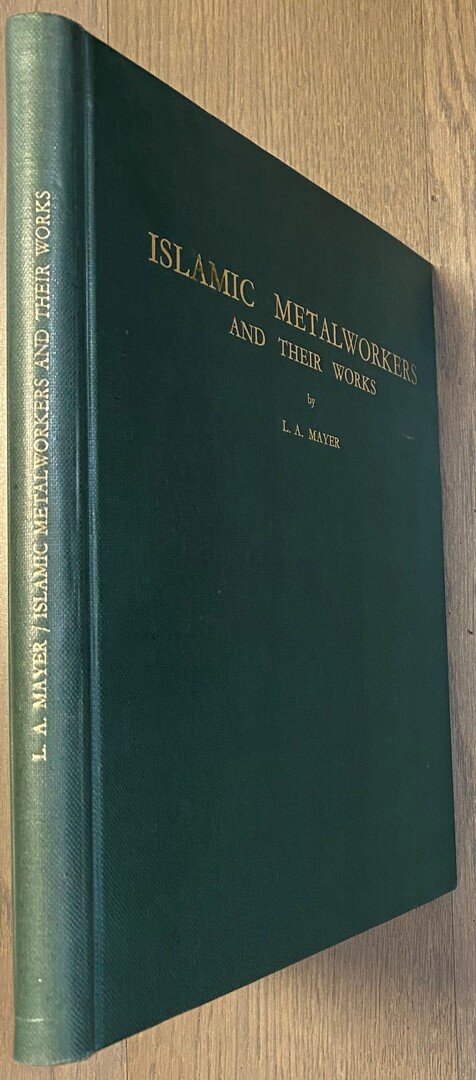 L. A. MAYER / ISLAMIC METALWORKERS AND THEIR WORKS
ISLAMIC METALWORKERS
AND THEIR WORKS
by
L. A. MAYER